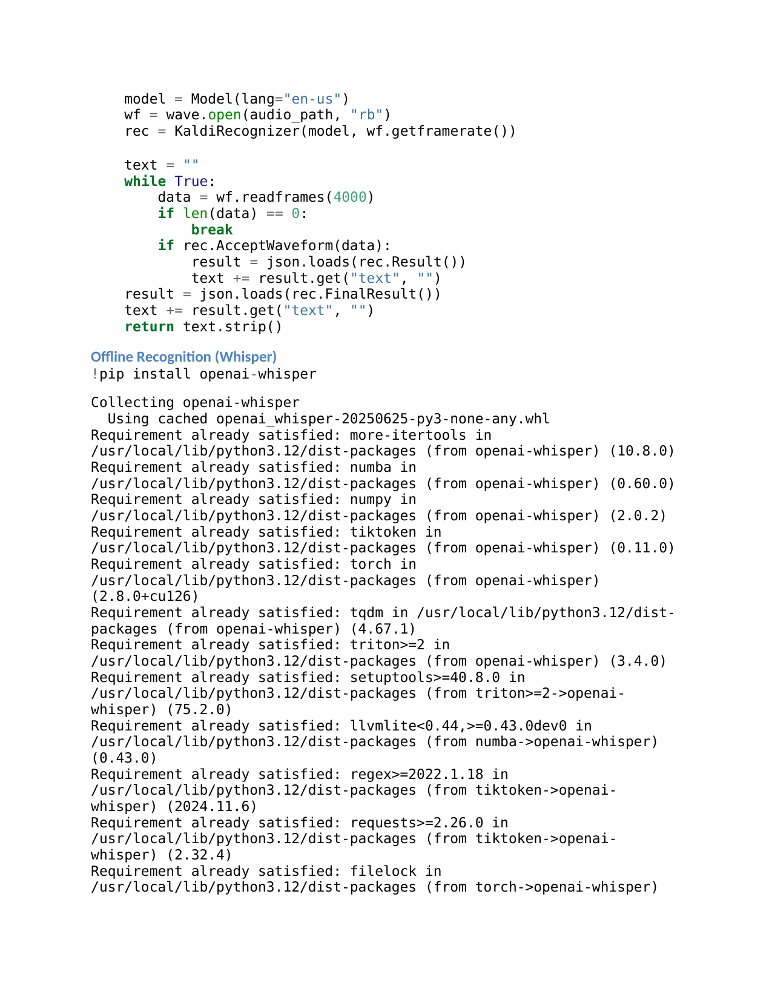 model = Model(lang="en-us")
    wf = wave.open(audio_path, "rb")
    rec = KaldiRecognizer(model, wf.getframerate())

    text = ""
    while True:
        data = wf.readframes(4000)
        if len(data) == 0:
            break
        if rec.AcceptWaveform(data):
            result = json.loads(rec.Result())
            text += result.get("text", "")
    result = json.loads(rec.FinalResult())
    text += result.get("text", "")
    return text.strip()
Offline Recognition (Whisper)
!pip install openai-whisper
Collecting openai-whisper
  Using cached openai_whisper-20250625-py3-none-any.whl
Requirement already satisfied: more-itertools in
/usr/local/lib/python3.12/dist-packages (from openai-whisper) (10.8.0)
Requirement already satisfied: numba in
/usr/local/lib/python3.12/dist-packages (from openai-whisper) (0.60.0)
Requirement already satisfied: numpy in
/usr/local/lib/python3.12/dist-packages (from openai-whisper) (2.0.2)
Requirement already satisfied: tiktoken in
/usr/local/lib/python3.12/dist-packages (from openai-whisper) (0.11.0)
Requirement already satisfied: torch in
/usr/local/lib/python3.12/dist-packages (from openai-whisper)
(2.8.0+cu126)
Requirement already satisfied: tqdm in /usr/local/lib/python3.12/dist-
packages (from openai-whisper) (4.67.1)
Requirement already satisfied: triton>=2 in
/usr/local/lib/python3.12/dist-packages (from openai-whisper) (3.4.0)
Requirement already satisfied: setuptools>=40.8.0 in
/usr/local/lib/python3.12/dist-packages (from triton>=2->openai-
whisper) (75.2.0)
Requirement already satisfied: llvmlite<0.44,>=0.43.0dev0 in
/usr/local/lib/python3.12/dist-packages (from numba->openai-whisper)
(0.43.0)
Requirement already satisfied: regex>=2022.1.18 in
/usr/local/lib/python3.12/dist-packages (from tiktoken->openai-
whisper) (2024.11.6)
Requirement already satisfied: requests>=2.26.0 in
/usr/local/lib/python3.12/dist-packages (from tiktoken->openai-
whisper) (2.32.4)
Requirement already satisfied: filelock in
/usr/local/lib/python3.12/dist-packages (from torch->openai-whisper)